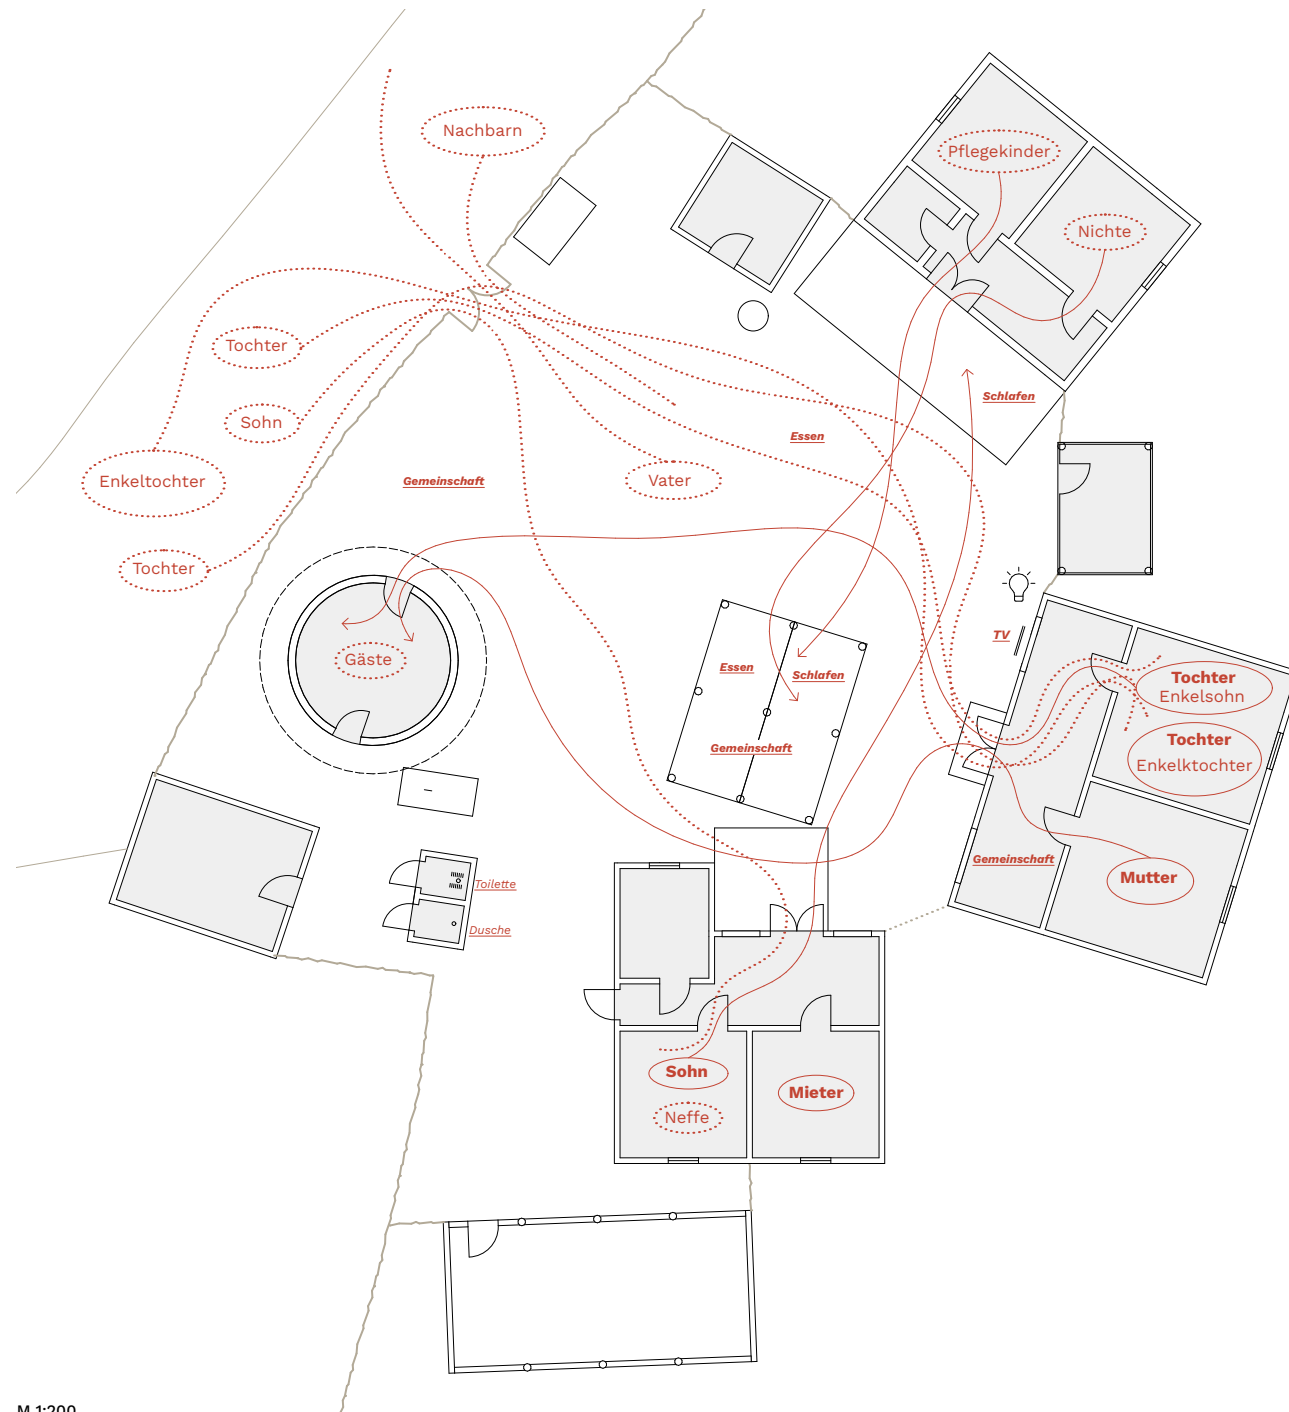 Nachbarn
Pflegekinder
Nichte
Tochter
Schlafen
Sohn
Essen
Enkeltochter
Gemeinschaft
Vater
Tochter
TV
Gäste
Essen
Schlafen
Tochter
Enkelsohn
Gemeinschaft
Tochter
Enkelktochter
Gemeinschaft
Mutter
Toilette
Dusche
Sohn
Mieter
Neffe
M 1:200